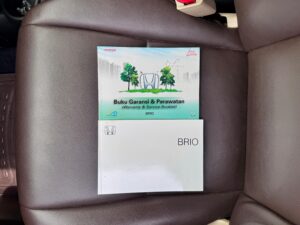 Buku Garansi & Perawatan
(Warranty & Service Booklet)
BRIO
BRIO